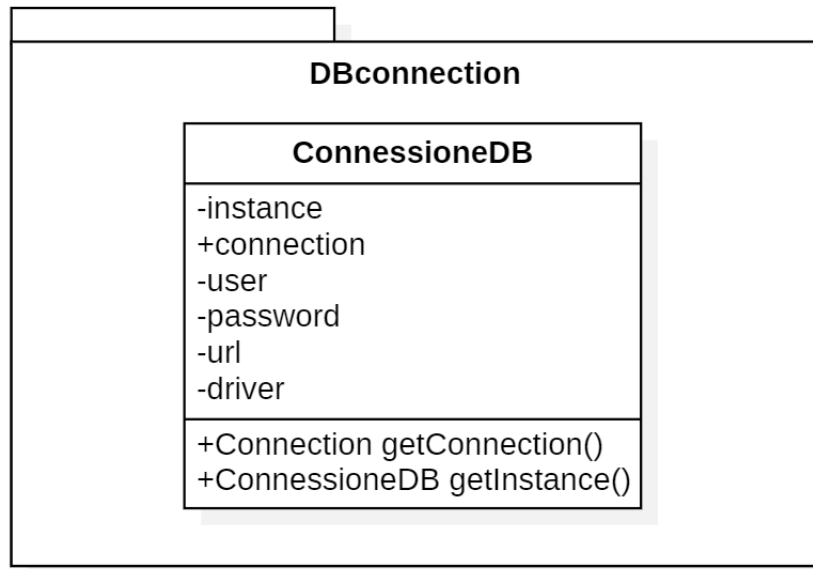 DBconnection
ConnessioneDB
-instance
+connection
-user
-password
-url
-driver
+Connection getConnection()
+ConnessioneDB getInstance()